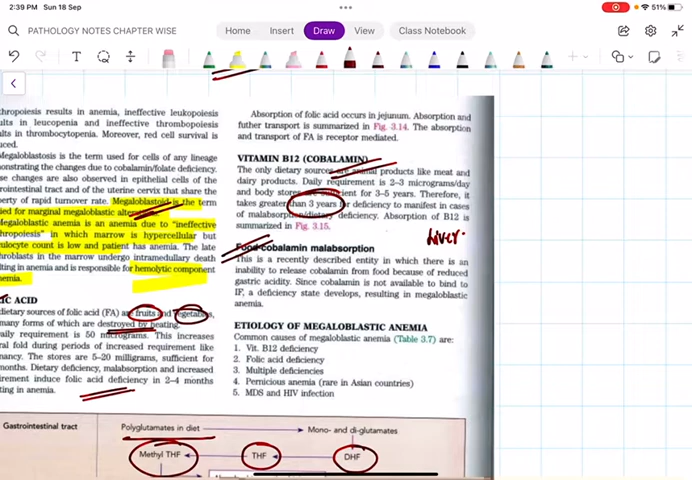 2:39 PM Sun 18 Sep
51%
PATHOLOGY NOTES CHAPTER WISE
Home Insert Draw View Class Notebook
thropoiesis results in anemia, ineffective leukopoiesis
ults in leucopenia and ineffective thrombopoiesis
ults in thrombocytopenia. Moreover, red cell survival is
uced.
Megaloblastosis is the term used for cells of any lineage
monstrating the changes due to cobalamin/folate deficiency.
se changes are also observed in epithelial cells of the
rointestinal tract and of the uterine cervix that share the
perty of rapid turnover rate. Megaloblastoid is the term
ied for marginal megaloblastic
Megaloblastic anemia is an anemia due to "ineffective
thropoiesis" in which marrow is hypercellular but
ulocyte count is low and patient has anemia. The late
hroblasts in the marrow undergo intramedullary death
lting in anemia and is responsible for hemolytic component
nemia.
IC ACID
dietary sources of folic acid (FA) are fruits and vegetables,
many forms of which are destroyed by heating.
aily requirement is 50 micrograms. This increases
ral fold during periods of increased requirement like
nancy. The stores are 5–20 milligrams, sufficient for
months. Dietary deficiency, malabsorption and increased
irement induce folic acid deficiency in 2–4 months
ting in anemia.
Absorption of folic acid occurs in jejunum. Absorption and
futher transport is summarized in Fig. 3.14. The absorption
and transport of FA is receptor mediated.
VITAMIN B12 (COBALAMIN)
The only dietary sources are animal products like meat and
dairy products. Daily requirement is 2–3 micrograms/day
and body stores are sufficient for 3–5 years. Therefore, it
takes greater than 3 years for deficiency to manifest in cases
of malabsorption/dietary deficiency. Absorption of B12 is
summarized in Fig. 3.15.
Liver.
Food-cobalamin malabsorption
This is a recently described entity in which there is an
inability to release cobalamin from food because of reduced
gastric acidity. Since cobalamin is not available to bind to
IF, a deficiency state develops, resulting in megaloblastic
anemia.
ETIOLOGY OF MEGALOBLASTIC ANEMIA
Common causes of megaloblastic anemia (Table 3.7) are:
1. Vit. B12 deficiency
2. Folic acid deficiency
3. Multiple deficiencies
4. Pernicious anemia (rare in Asian countries)
5. MDS and HIV infection
Gastrointestinal tract
Polyglutamates in diet Mono- and di-glutamates
Methyl THF THF DHF